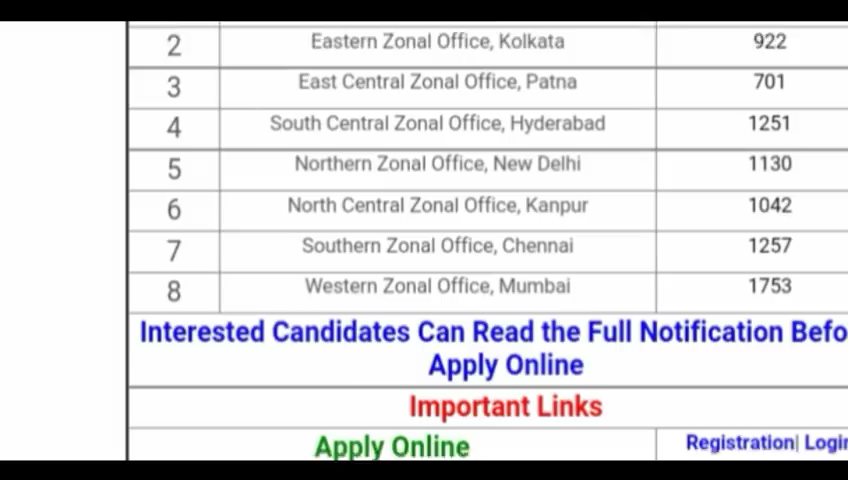 2 Eastern Zonal Office, Kolkata 922
3 East Central Zonal Office, Patna 701
4 South Central Zonal Office, Hyderabad 1251
5 Northern Zonal Office, New Delhi 1130
6 North Central Zonal Office, Kanpur 1042
7 Southern Zonal Office, Chennai 1257
8 Western Zonal Office, Mumbai 1753
Interested Candidates Can Read the Full Notification Befo
Apply Online
Important Links
Apply Online Registration| Login